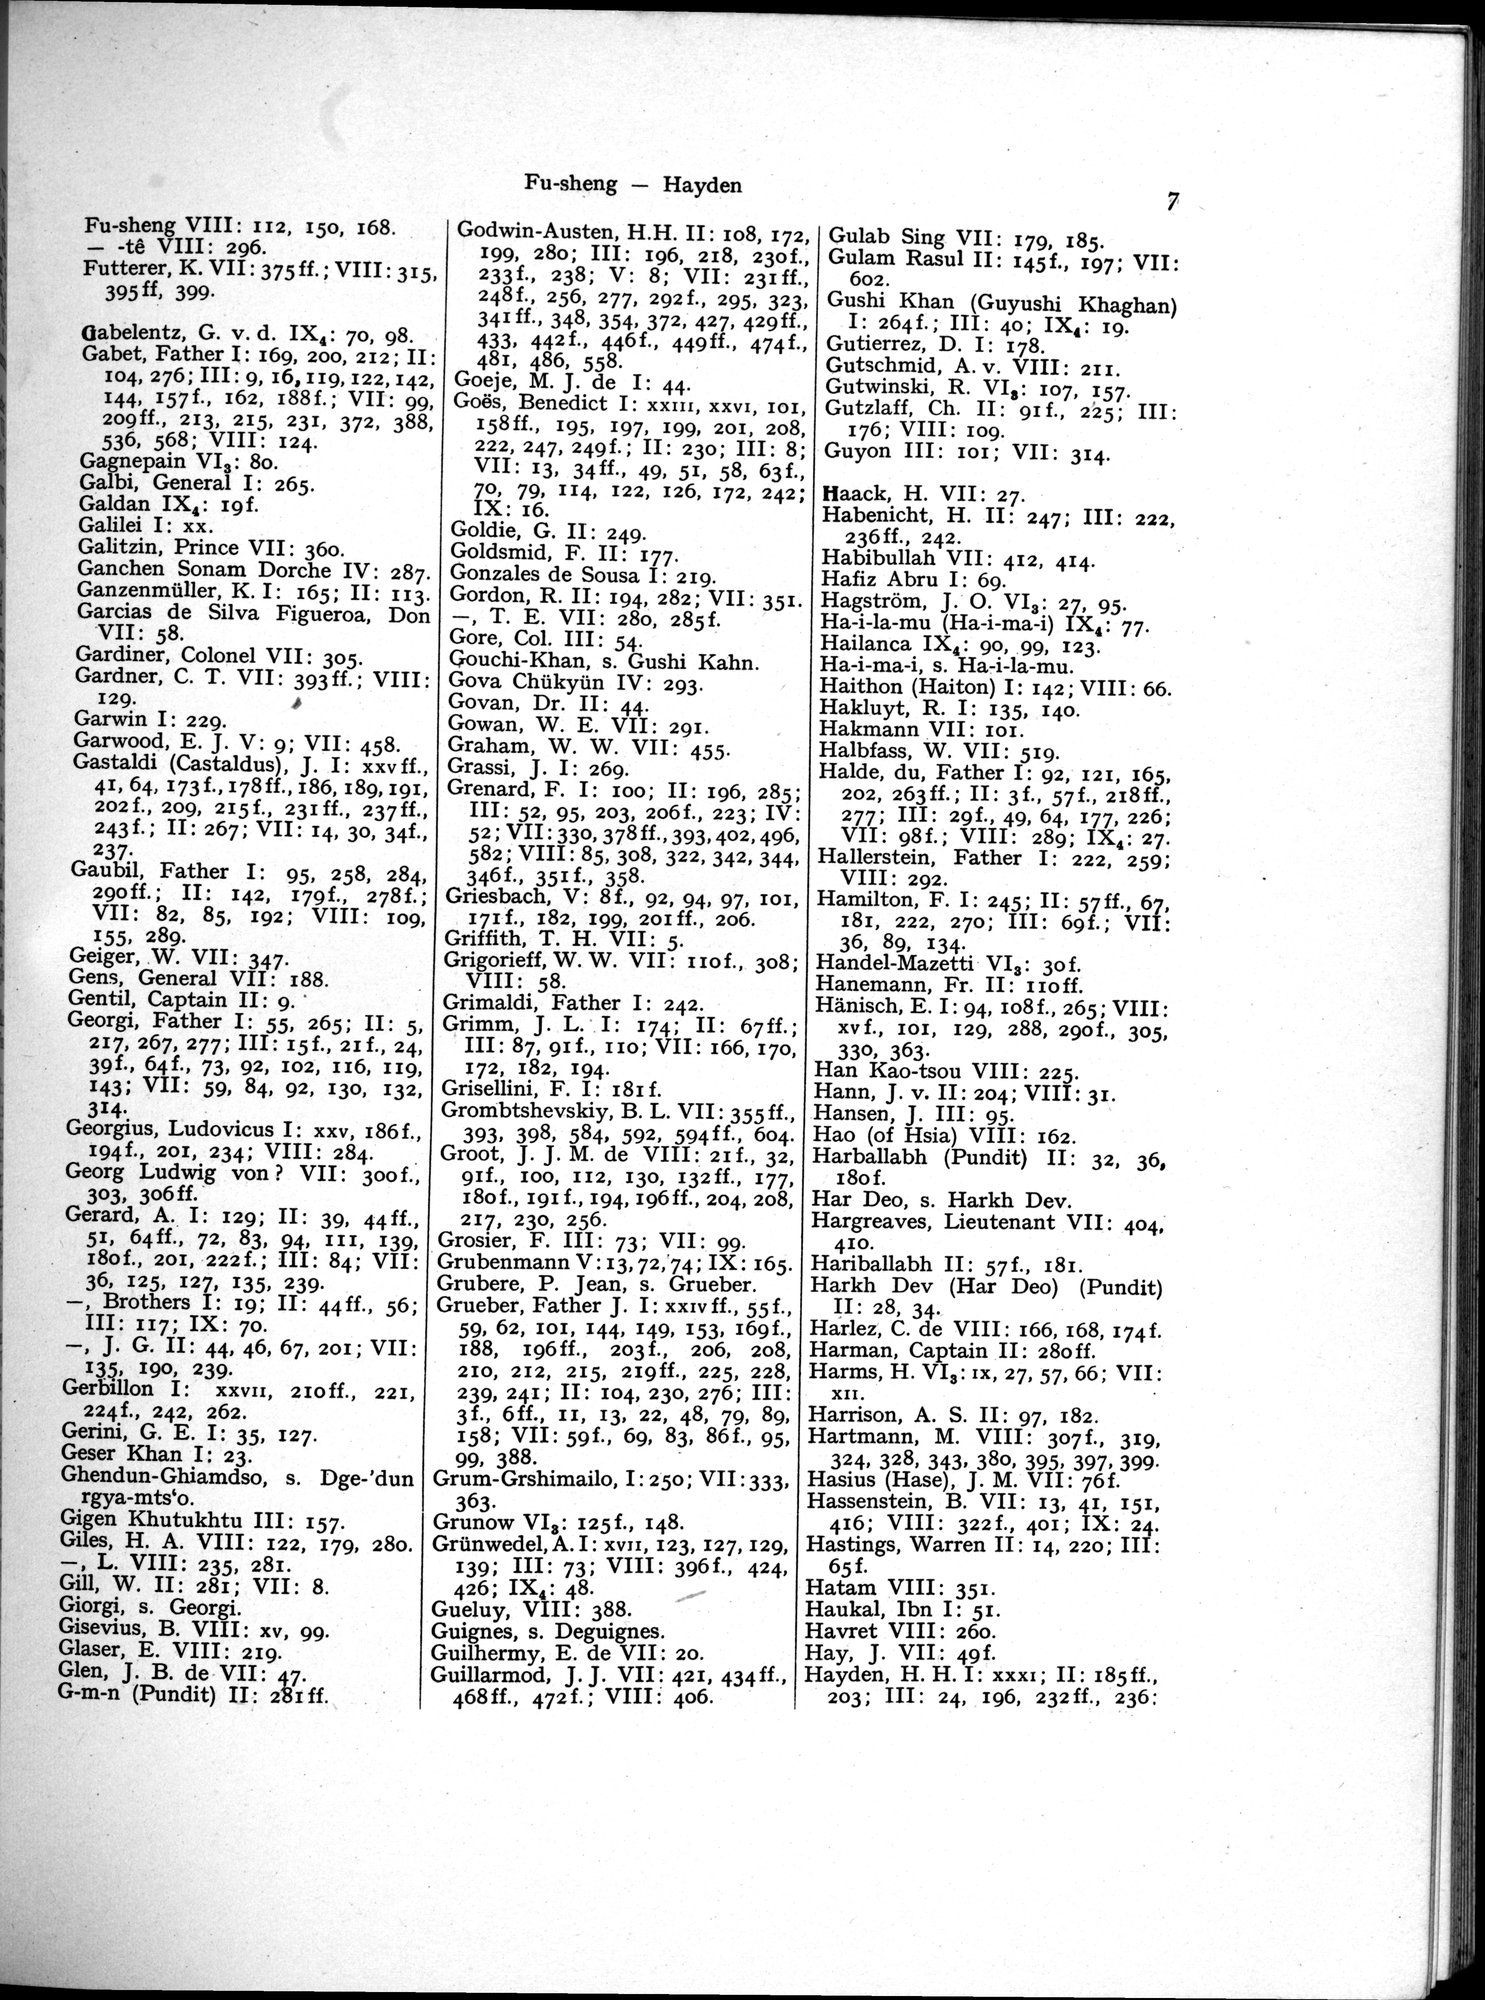 Fu-sheng — Hayden
7
Fu-sheng VIII: 112, 150, 168.
— -tê VIII: 296.
Futterer, K. VII: 375ff.; VIII: 315,
395ff, 399.
Gabelentz, G. v. d. IX₄: 70, 98.
Gabet, Father I: 169, 200, 212; II:
104, 276; III: 9, 16, 119, 122, 142,
144, 157f., 162, 188f.; VII: 99,
209ff., 213, 215, 231, 372, 388,
536, 568; VIII: 124.
Gagnepain VI₃: 80.
Galbi, General I: 265.
Galdan IX₄: 19f.
Galilei I: xx.
Galitzin, Prince VII: 360.
Ganchen Sonam Dorche IV: 287.
Ganzenmüller, K. I: 165; II: 113.
Garcias de Silva Figueroa, Don
VII: 58.
Gardiner, Colonel VII: 305.
Gardner, C. T. VII: 393ff.; VIII:
129.
Garwin I: 229.
Garwood, E. J. V: 9; VII: 458.
Gastaldi (Castaldus), J. I: xxvff.,
41, 64, 173f., 178ff., 186, 189, 191,
202f., 209, 215f., 231ff., 237ff.,
243f.; II: 267; VII: 14, 30, 34f.,
237.
Gaubil, Father I: 95, 258, 284,
290ff.; II: 142, 179f., 278f.;
VII: 82, 85, 192; VIII: 109,
155, 289.
Geiger, W. VII: 347.
Gens, General VII: 188.
Gentil, Captain II: 9.
Georgi, Father I: 55, 265; II: 5,
217, 267, 277; III: 15f., 21f., 24,
39f., 64f., 73, 92, 102, 116, 119,
143; VII: 59, 84, 92, 130, 132,
314.
Georgius, Ludovicus I: xxv, 186f.,
194f., 201, 234; VIII: 284.
Georg Ludwig von? VII: 300f.,
303, 306ff.
Gerard, A. I: 129; II: 39, 44ff.,
51, 64ff., 72, 83, 94, 111, 139,
180f., 201, 222f.; III: 84; VII:
36, 125, 127, 135, 239.
—, Brothers I: 19; II: 44ff., 56;
III: 117; IX: 70.
—, J. G. II: 44, 46, 67, 201; VII:
135, 190, 239.
Gerbillon I: xxvii, 210ff., 221,
224f., 242, 262.
Gerini, G. E. I: 35, 127.
Geser Khan I: 23.
Ghendun-Ghiamdso, s. Dge-'dun
rgya-mts‘o.
Gigen Khutukhtu III: 157.
Giles, H. A. VIII: 122, 179, 280.
—, L. VIII: 235, 281.
Gill, W. II: 281; VII: 8.
Giorgi, s. Georgi.
Gisevius, B. VIII: xv, 99.
Glaser, E. VIII: 219.
Glen, J. B. de VII: 47.
G-m-n (Pundit) II: 281ff.
Godwin-Austen, H.H. II: 108, 172,
199, 280; III: 196, 218, 230f.,
233f., 238; V: 8; VII: 231ff.,
248f., 256, 277, 292f., 295, 323,
341ff., 348, 354, 372, 427, 429ff.,
433, 442f., 446f., 449ff., 474f.,
481, 486, 558.
Goeje, M. J. de I: 44.
Goës, Benedict I: xxiii, xxvi, 101,
158ff., 195, 197, 199, 201, 208,
222, 247, 249f.; II: 230; III: 8;
VII: 13, 34ff., 49, 51, 58, 63f.,
70, 79, 114, 122, 126, 172, 242;
IX: 16.
Goldie, G. II: 249.
Goldsmid, F. II: 177.
Gonzales de Sousa I: 219.
Gordon, R. II: 194, 282; VII: 351.
—, T. E. VII: 280, 285f.
Gore, Col. III: 54.
Gouchi-Khan, s. Gushi Kahn.
Gova Chükyün IV: 293.
Govan, Dr. II: 44.
Gowan, W. E. VII: 291.
Graham, W. W. VII: 455.
Grassi, J. I: 269.
Grenard, F. I: 100; II: 196, 285;
III: 52, 95, 203, 206f., 223; IV:
52; VII: 330, 378ff., 393, 402, 496,
582; VIII: 85, 308, 322, 342, 344,
346f., 351f., 358.
Griesbach, V: 8f., 92, 94, 97, 101,
171f., 182, 199, 201ff., 206.
Griffith, T. H. VII: 5.
Grigorieff, W. W. VII: 110f., 308;
VIII: 58.
Grimaldi, Father I: 242.
Grimm, J. L. I: 174; II: 67ff.;
III: 87, 91f., 110; VII: 166, 170,
172, 182, 194.
Grisellini, F. I: 181f.
Grombtshevskiy, B. L. VII: 355ff.,
393, 398, 584, 592, 594ff., 604.
Groot, J. J. M. de VIII: 21f., 32,
91f., 100, 112, 130, 132ff., 177,
180f., 191f., 194, 196ff., 204, 208,
217, 230, 256.
Grosier, F. III: 73; VII: 99.
Grubenmann V: 13, 72, 74; IX: 165.
Grubere, P. Jean, s. Grueber.
Grueber, Father J. I: xxivff., 55f.,
59, 62, 101, 144, 149, 153, 169f.,
188, 196ff., 203f., 206, 208,
210, 212, 215, 219ff., 225, 228,
239, 241; II: 104, 230, 276; III:
3f., 6ff., 11, 13, 22, 48, 79, 89,
158; VII: 59f., 69, 83, 86f., 95,
99, 388.
Grum-Grshimailo, I: 250; VII: 333,
363.
Grunow VI₃: 125f., 148.
Grünwedel, A. I: xvii, 123, 127, 129,
139; III: 73; VIII: 396f., 424,
426; IX₄: 48.
Gueluy, VIII: 388.
Guignes, s. Deguignes.
Guilhermy, E. de VII: 20.
Guillarmod, J. J. VII: 421, 434ff.,
468ff., 472f.; VIII: 406.
Gulab Sing VII: 179, 185.
Gulam Rasul II: 145f., 197; VII:
602.
Gushi Khan (Guyushi Khaghan)
I: 264f.; III: 40; IX₄: 19.
Gutierrez, D. I: 178.
Gutschmid, A. v. VIII: 211.
Gutwinski, R. VI₃: 107, 157.
Gutzlaff, Ch. II: 91f., 225; III:
176; VIII: 109.
Guyon III: 101; VII: 314.
Haack, H. VII: 27.
Habenicht, H. II: 247; III: 222,
236ff., 242.
Habibullah VII: 412, 414.
Hafiz Abru I: 69.
Hagström, J. O. VI₃: 27, 95.
Ha-i-la-mu (Ha-i-ma-i) IX₄: 77.
Hailanca IX₄: 90, 99, 123.
Ha-i-ma-i, s. Ha-i-la-mu.
Haithon (Haiton) I: 142; VIII: 66.
Hakluyt, R. I: 135, 140.
Hakmann VII: 101.
Halbfass, W. VII: 519.
Halde, du, Father I: 92, 121, 165,
202, 263ff.; II: 3f., 57f., 218ff.,
277; III: 29f., 49, 64, 177, 226;
VII: 98f.; VIII: 289; IX₄: 27.
Hallerstein, Father I: 222, 259;
VIII: 292.
Hamilton, F. I: 245; II: 57ff., 67,
181, 222, 270; III: 69f.; VII:
36, 89, 134.
Handel-Mazetti VI₃: 30f.
Hanemann, Fr. II: 110ff.
Hänisch, E. I: 94, 108f., 265; VIII:
xvf., 101, 129, 288, 290f., 305,
330, 363.
Han Kao-tsou VIII: 225.
Hann, J. v. II: 204; VIII: 31.
Hansen, J. III: 95.
Hao (of Hsia) VIII: 162.
Harballabh (Pundit) II: 32, 36,
180f.
Har Deo, s. Harkh Dev.
Hargreaves, Lieutenant VII: 404,
410.
Hariballabh II: 57f., 181.
Harkh Dev (Har Deo) (Pundit)
II: 28, 34.
Harlez, C. de VIII: 166, 168, 174f.
Harman, Captain II: 280ff.
Harms, H. VI₃: ix, 27, 57, 66; VII:
xii.
Harrison, A. S. II: 97, 182.
Hartmann, M. VIII: 307f., 319,
324, 328, 343, 380, 395, 397, 399.
Hasius (Hase), J. M. VII: 76f.
Hassenstein, B. VII: 13, 41, 151,
416; VIII: 322f., 401; IX: 24.
Hastings, Warren II: 14, 220; III:
65f.
Hatam VIII: 351.
Haukal, Ibn I: 51.
Havret VIII: 260.
Hay, J. VII: 49f.
Hayden, H. H. I: xxxi; II: 185ff.,
203; III: 24, 196, 232ff., 236: